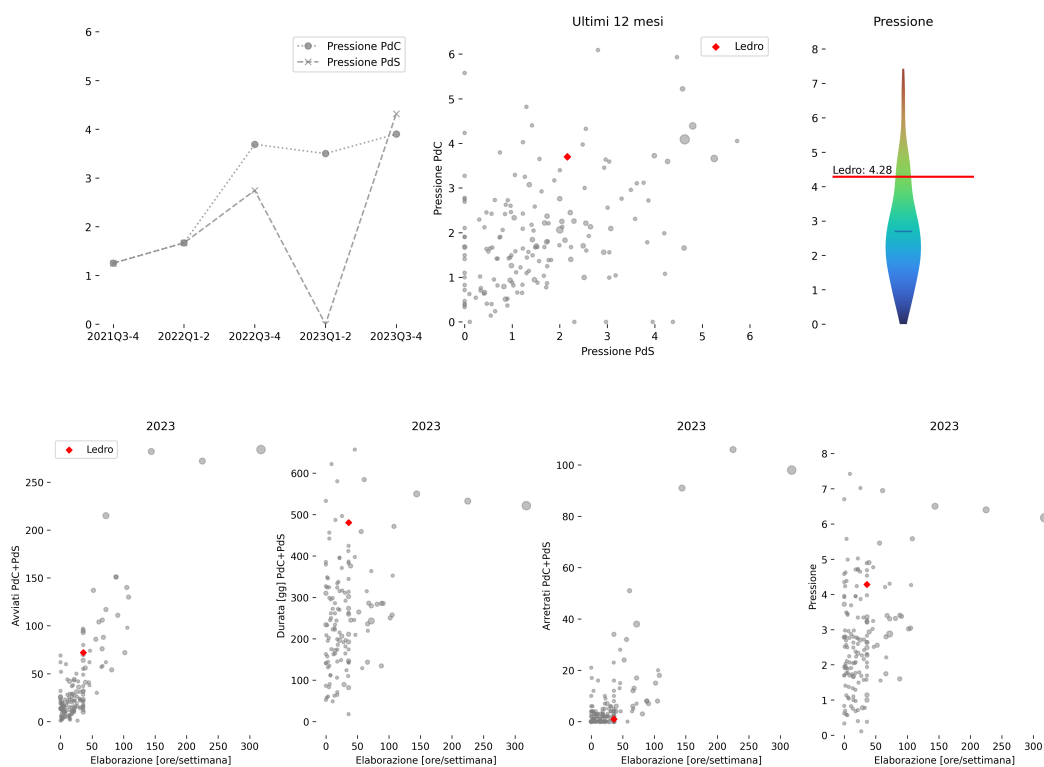 Pressione PdC
Pressione PdS
6
5
4
3
2
1
0
2021Q3-4 2022Q1-2 2022Q3-4 2023Q1-2 2023Q3-4
Ultimi 12 mesi
Ledro
Pressione PdC
6
5
4
3
2
1
0
0 1 2 3 4 5 6
Pressione PdS
Pressione
8
7
6
5
4
3
2
1
0
Ledro: 4.28
2023
Ledro
Avviati PdC+PdS
250
200
150
100
50
0
0 50 100 150 200 250 300
Elaborazione [ore/settimana]
2023
Durata [gg] PdC+PdS
600
500
400
300
200
100
0
0 50 100 150 200 250 300
Elaborazione [ore/settimana]
2023
Arretrati PdC+PdS
100
80
60
40
20
0
0 50 100 150 200 250 300
Elaborazione [ore/settimana]
2023
Pressione
8
7
6
5
4
3
2
1
0
0 50 100 150 200 250 300
Elaborazione [ore/settimana]